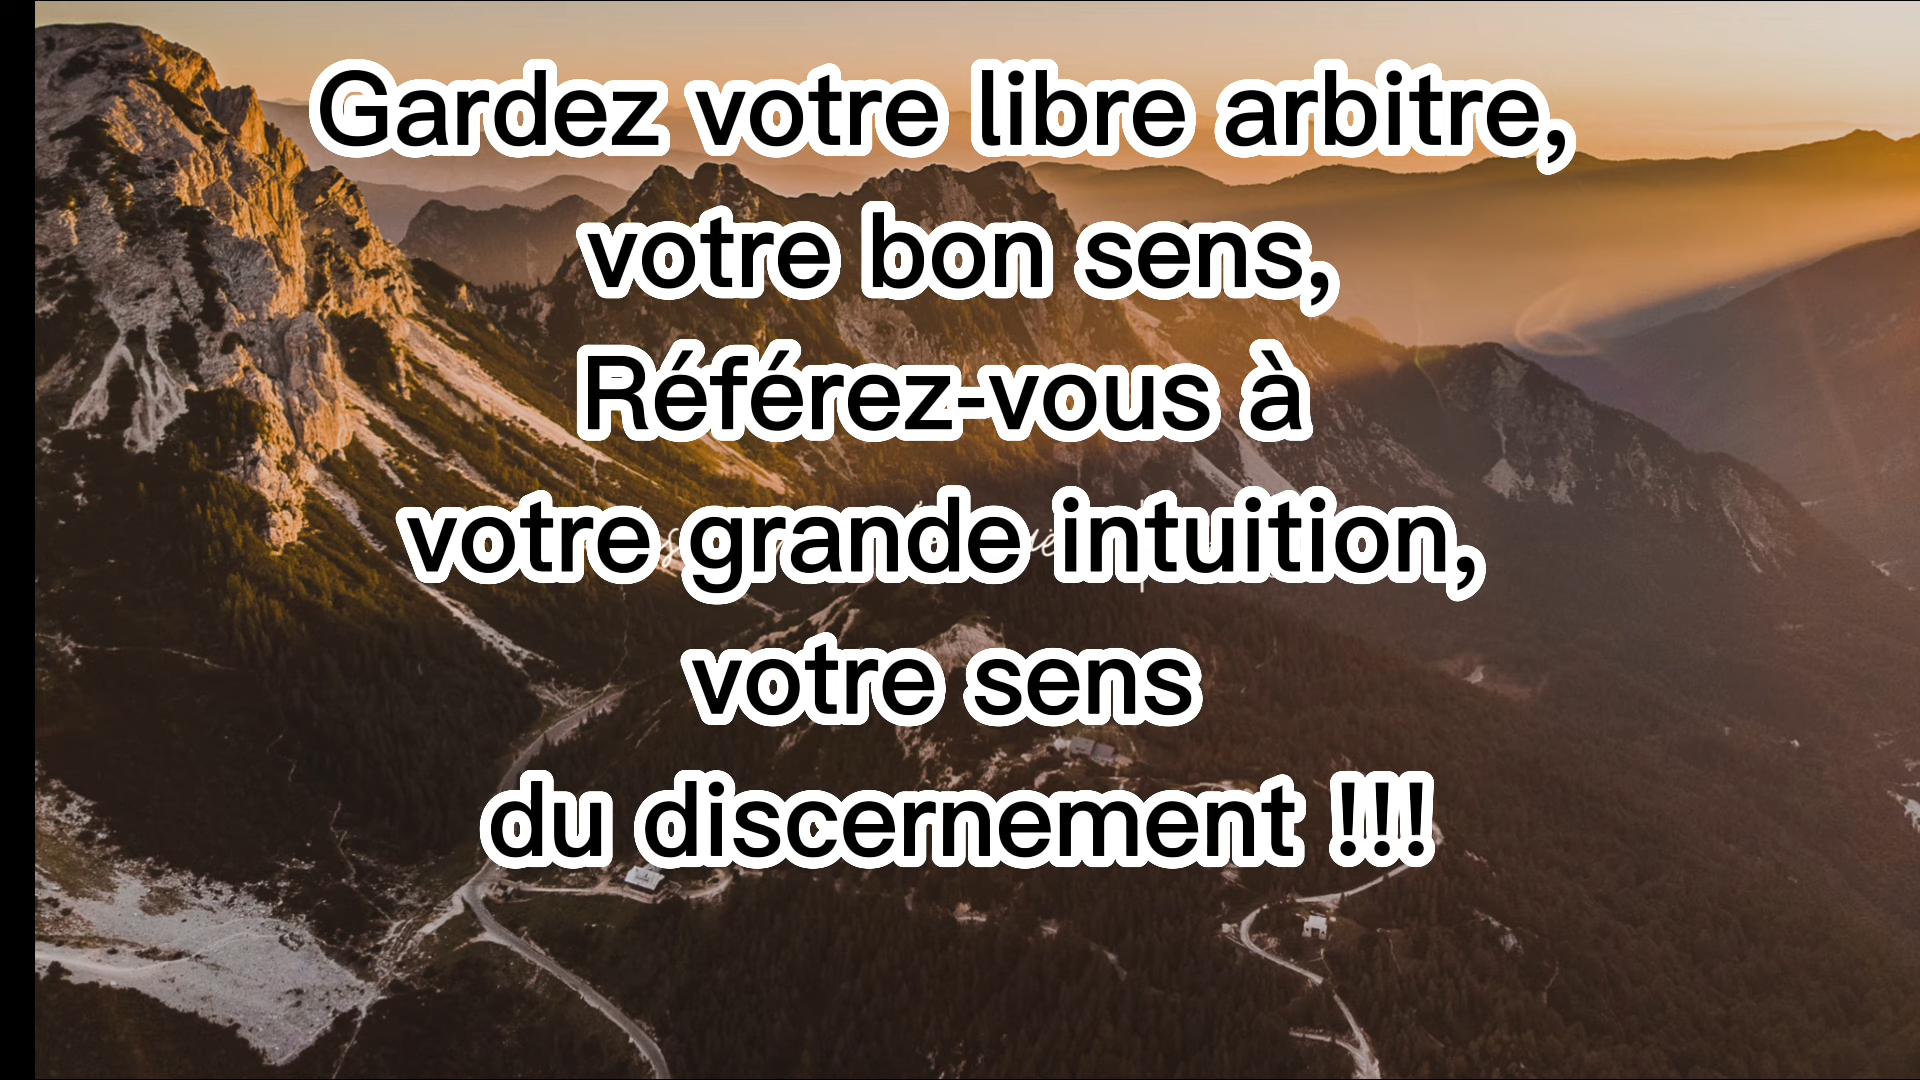 Gardez votre libre arbitre,
votre bon sens,
Référez-vous à
votre grande intuition,
votre sens
du discernement !!!